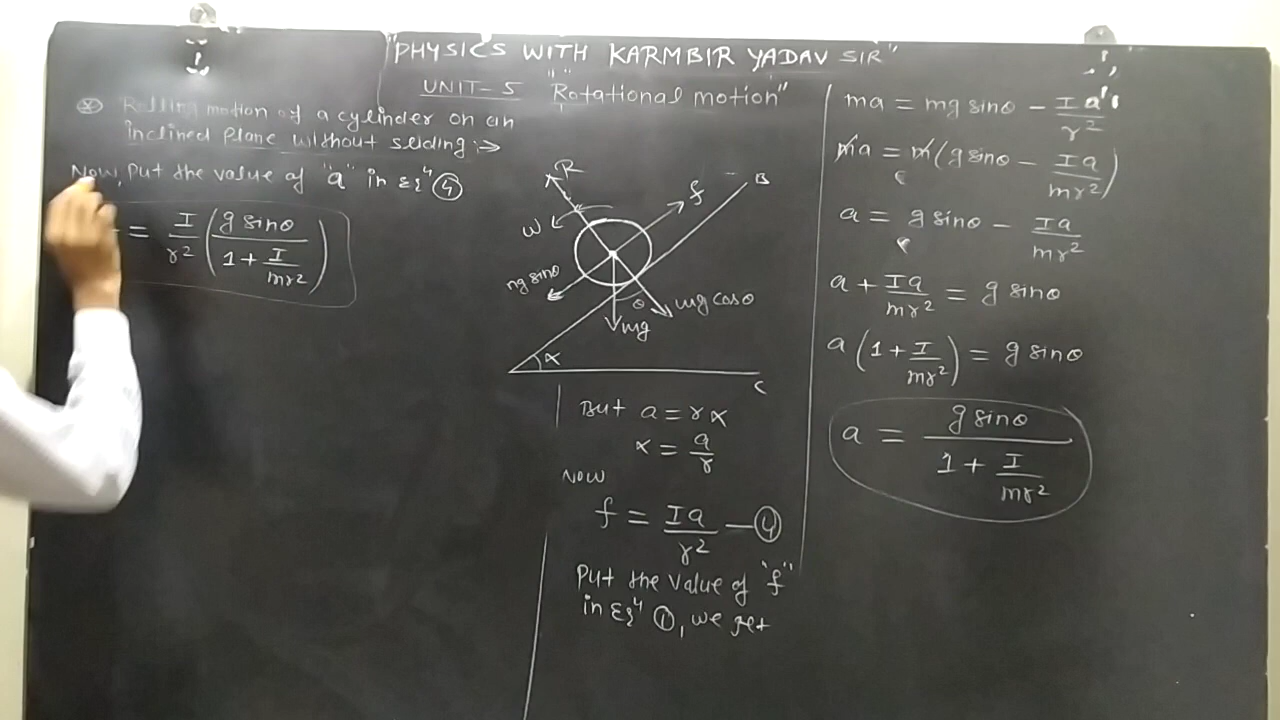 "PHYSICS WITH KARMBIR YADAV SIR"
UNIT-5 "Rotational motion"
⊗ Rolling motion of a cylinder on an
inclined plane without sliding :→
Now, Put the value of "a" in Eqⁿ ④
= I/r² (g sinθ / (1 + I/mr²))
R
ω
f
B
mg sinθ
θ
mg cosθ
mg
α
C
But a = rα
α = a/r
Now
f = Ia/r² — ④
Put the value of "f"
in Eqⁿ ①, we get
ma = mg sinθ − Ia/r²
ma = m(g sinθ − Ia/mr²)
a = g sinθ − Ia/mr²
a + Ia/mr² = g sinθ
a (1 + I/mr²) = g sinθ
a = g sinθ / (1 + I/mr²)